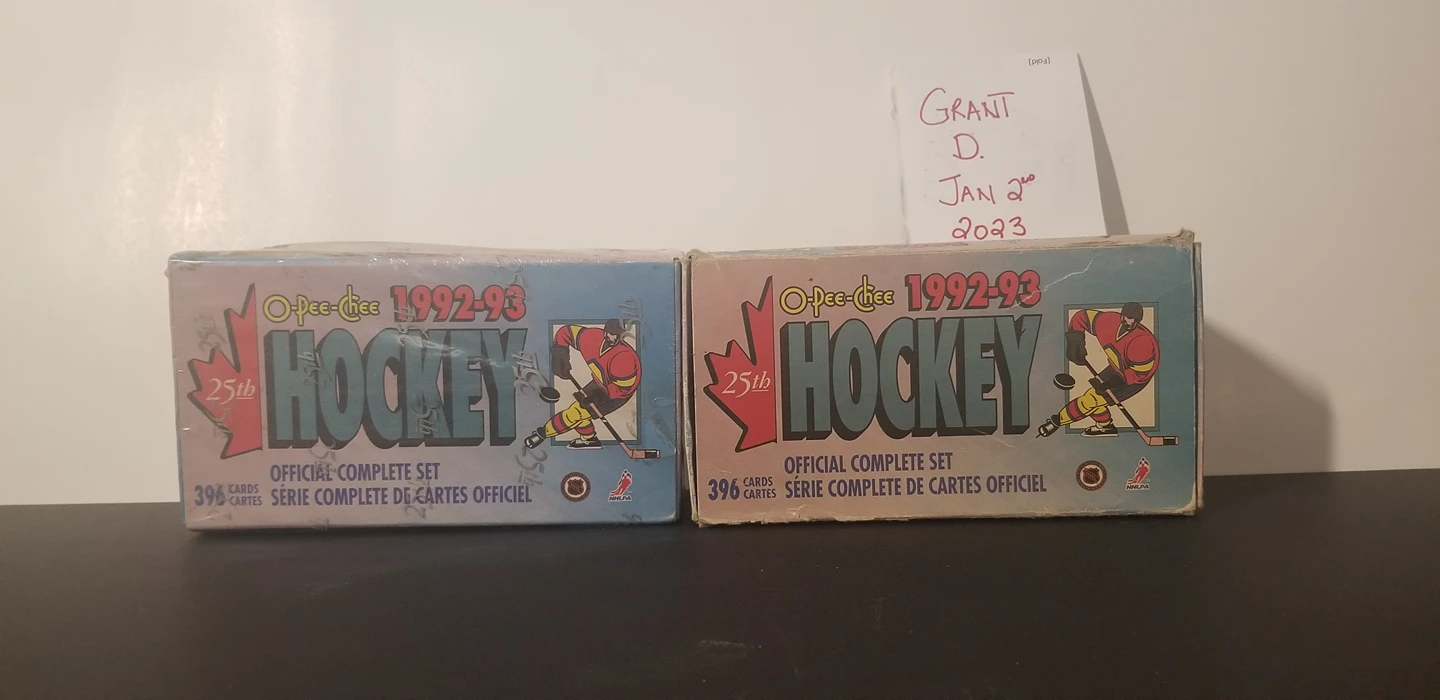 [Fold]
GRANT
D.
JAN 2ND
2023
O-Pee-Chee 1992-93
HOCKEY
25th
OFFICIAL COMPLETE SET
396 CARDS CARTES
SÉRIE COMPLETE DE CARTES OFFICIEL
NHLPA
O-Pee-Chee 1992-93
HOCKEY
25th
OFFICIAL COMPLETE SET
396 CARDS CARTES
SÉRIE COMPLETE DE CARTES OFFICIEL
NHLPA